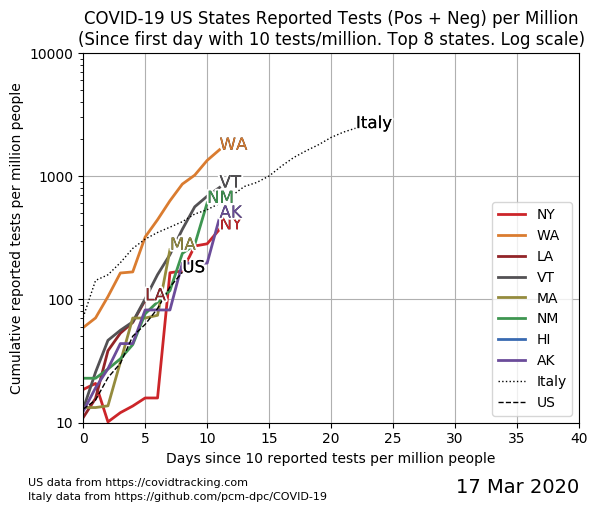 COVID-19 US States Reported Tests (Pos + Neg) per Million
(Since first day with 10 tests/million. Top 8 states. Log scale)
Cumulative reported tests per million people
10000
1000
100
10
Italy
WA
VT
NM
AK
NY
MA
US
LA
NY
WA
LA
VT
MA
NM
HI
AK
Italy
US
0 5 10 15 20 25 30 35 40
Days since 10 reported tests per million people
US data from https://covidtracking.com
Italy data from https://github.com/pcm-dpc/COVID-19
17 Mar 2020